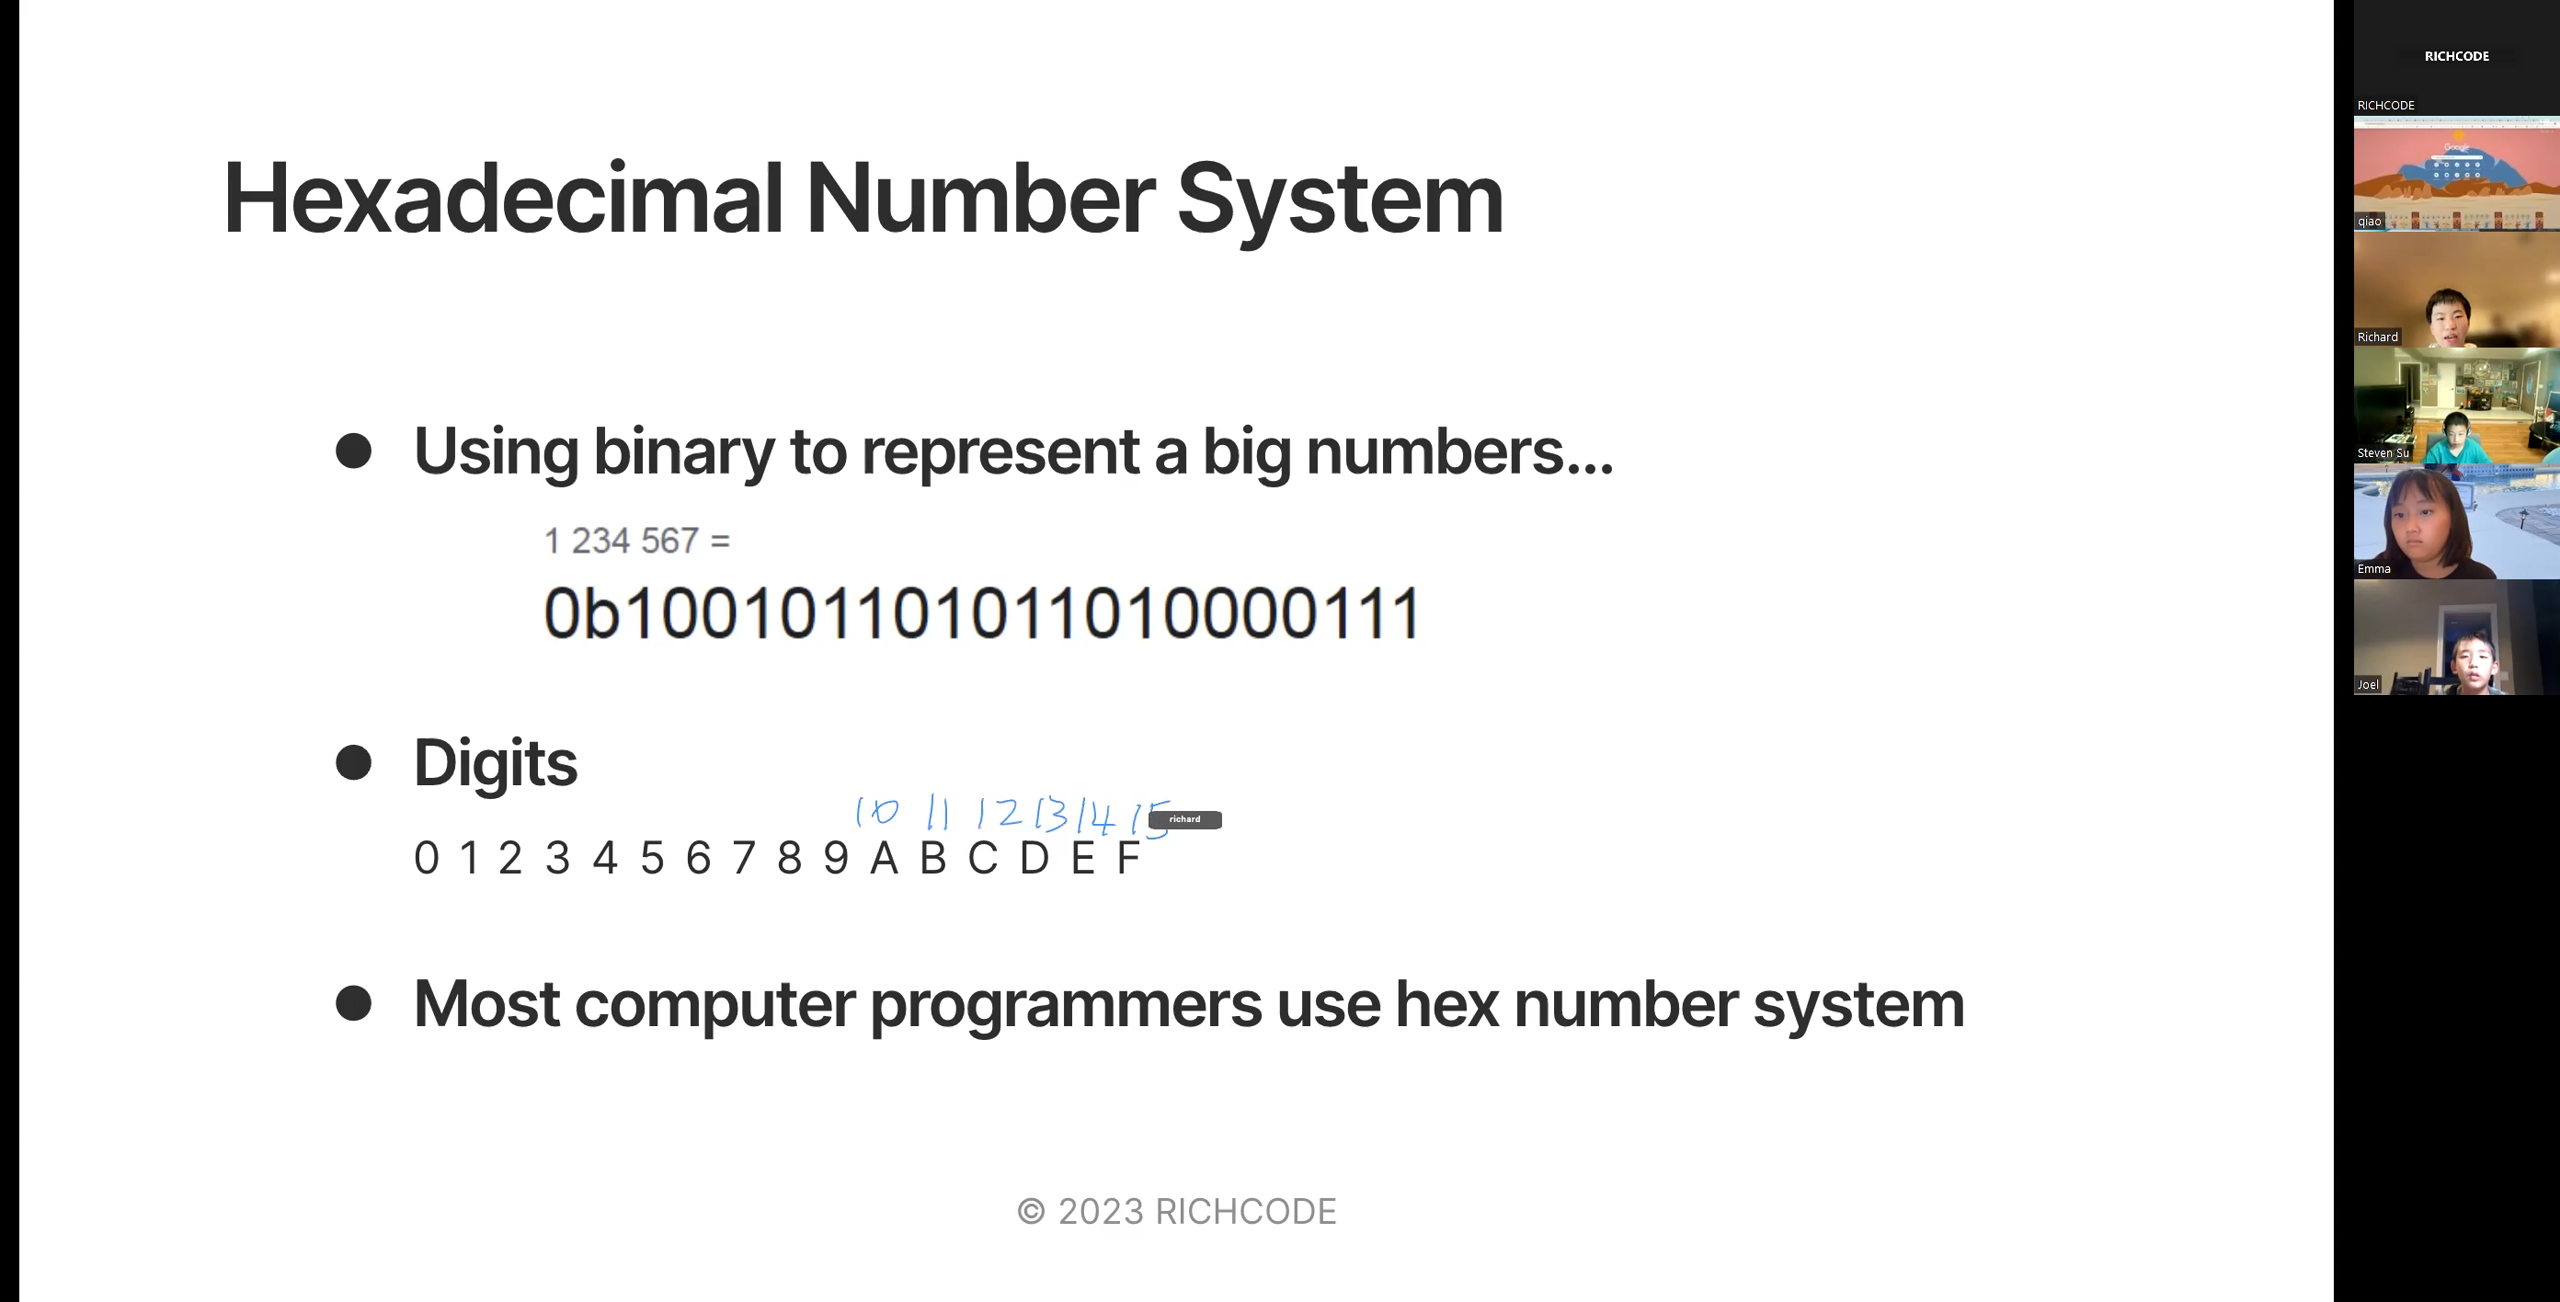 Hexadecimal Number System
● Using binary to represent a big numbers...
1 234 567 =
0b100101101011010000111
● Digits
10 11 12 13 14 15
richard
0 1 2 3 4 5 6 7 8 9 A B C D E F
● Most computer programmers use hex number system
© 2023 RICHCODE
RICHCODE
RICHCODE
Google
qiao
Richard
Steven Su
Emma
Joel